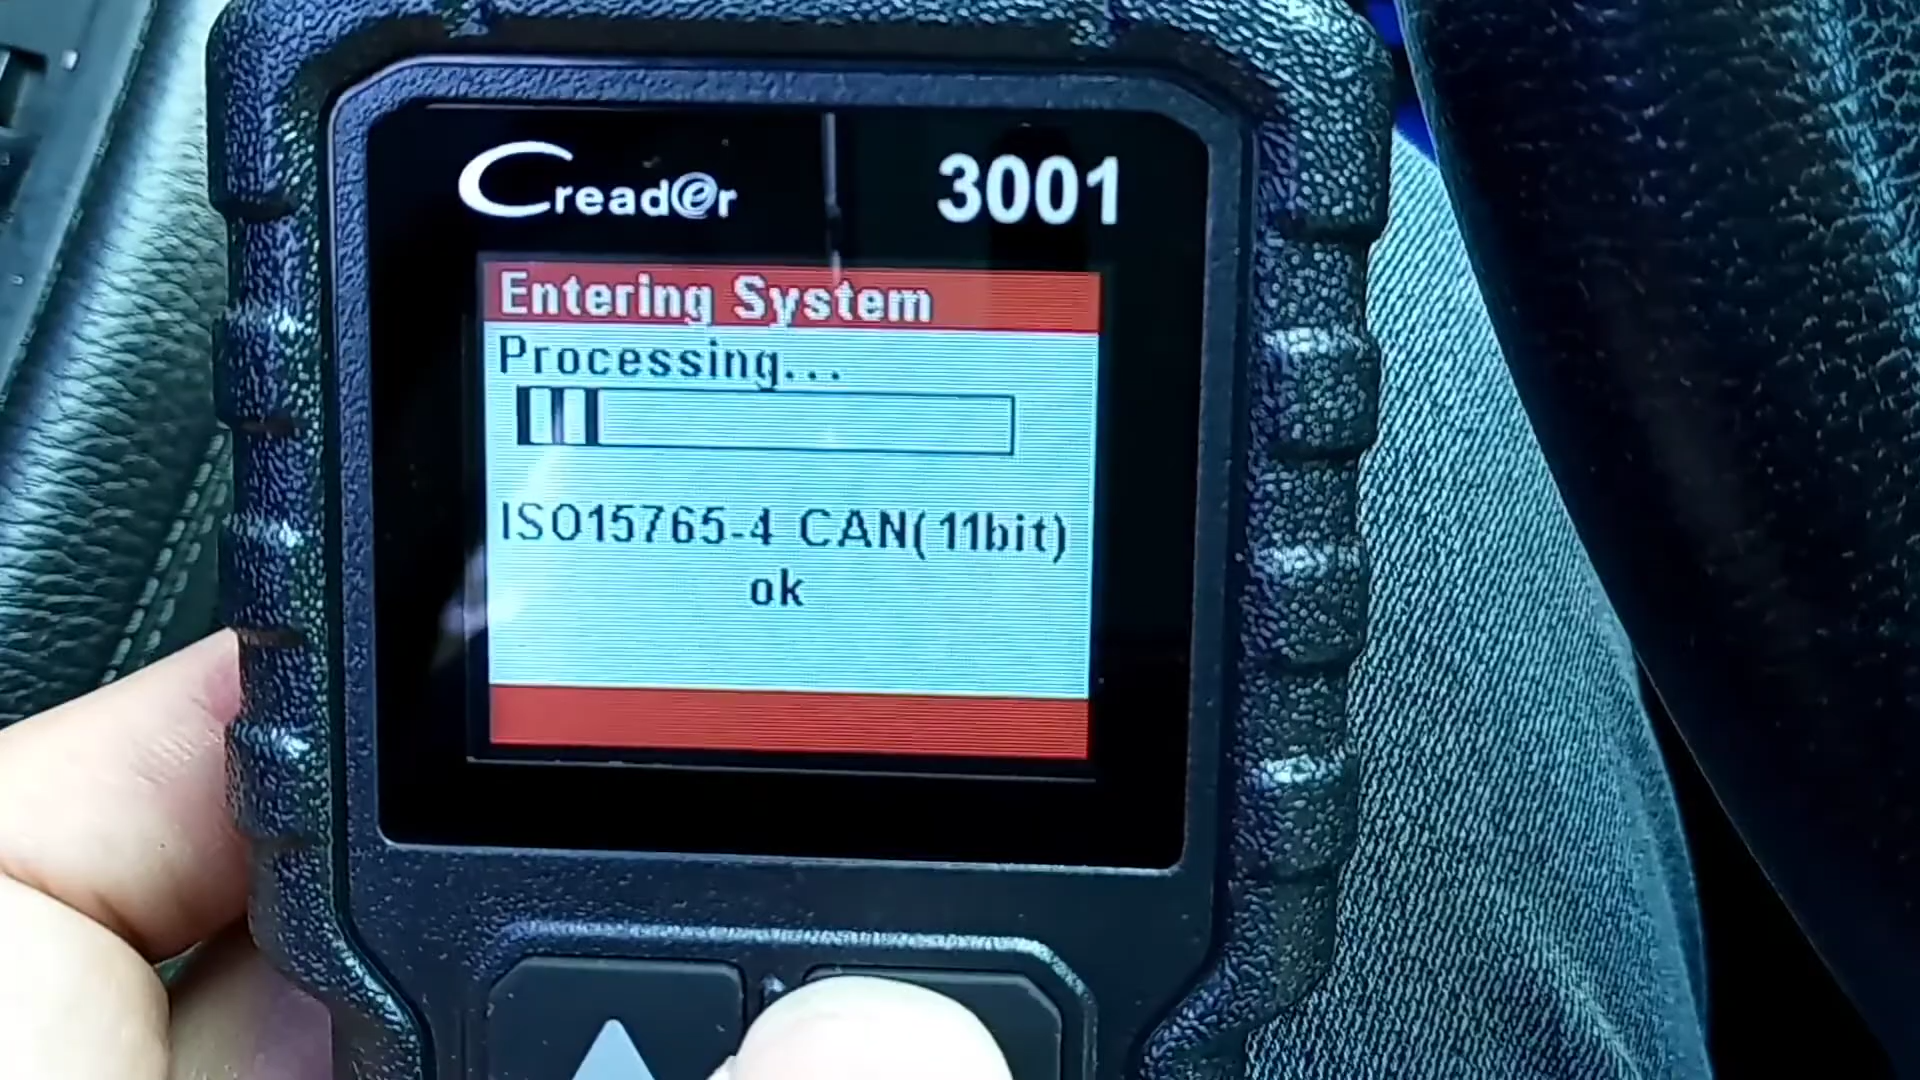 Creader 3001
Entering System
Processing...
ISO15765-4 CAN(11bit)
ok